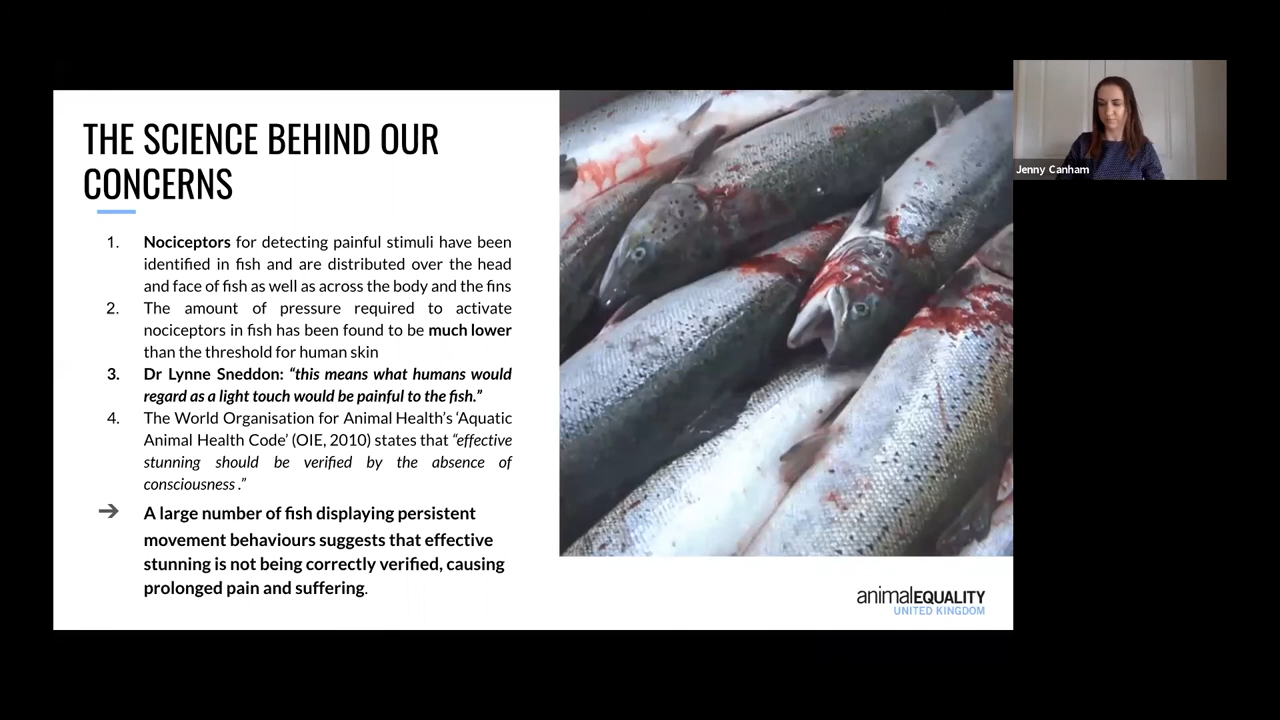 THE SCIENCE BEHIND OUR
CONCERNS
1. Nociceptors for detecting painful stimuli have been
identified in fish and are distributed over the head
and face of fish as well as across the body and the fins
2. The amount of pressure required to activate
nociceptors in fish has been found to be much lower
than the threshold for human skin
3. Dr Lynne Sneddon: “this means what humans would
regard as a light touch would be painful to the fish.”
4. The World Organisation for Animal Health’s ‘Aquatic
Animal Health Code’ (OIE, 2010) states that “effective
stunning should be verified by the absence of
consciousness .”
➔ A large number of fish displaying persistent
movement behaviours suggests that effective
stunning is not being correctly verified, causing
prolonged pain and suffering.
animalEQUALITY
UNITED KINGDOM
Jenny Canham